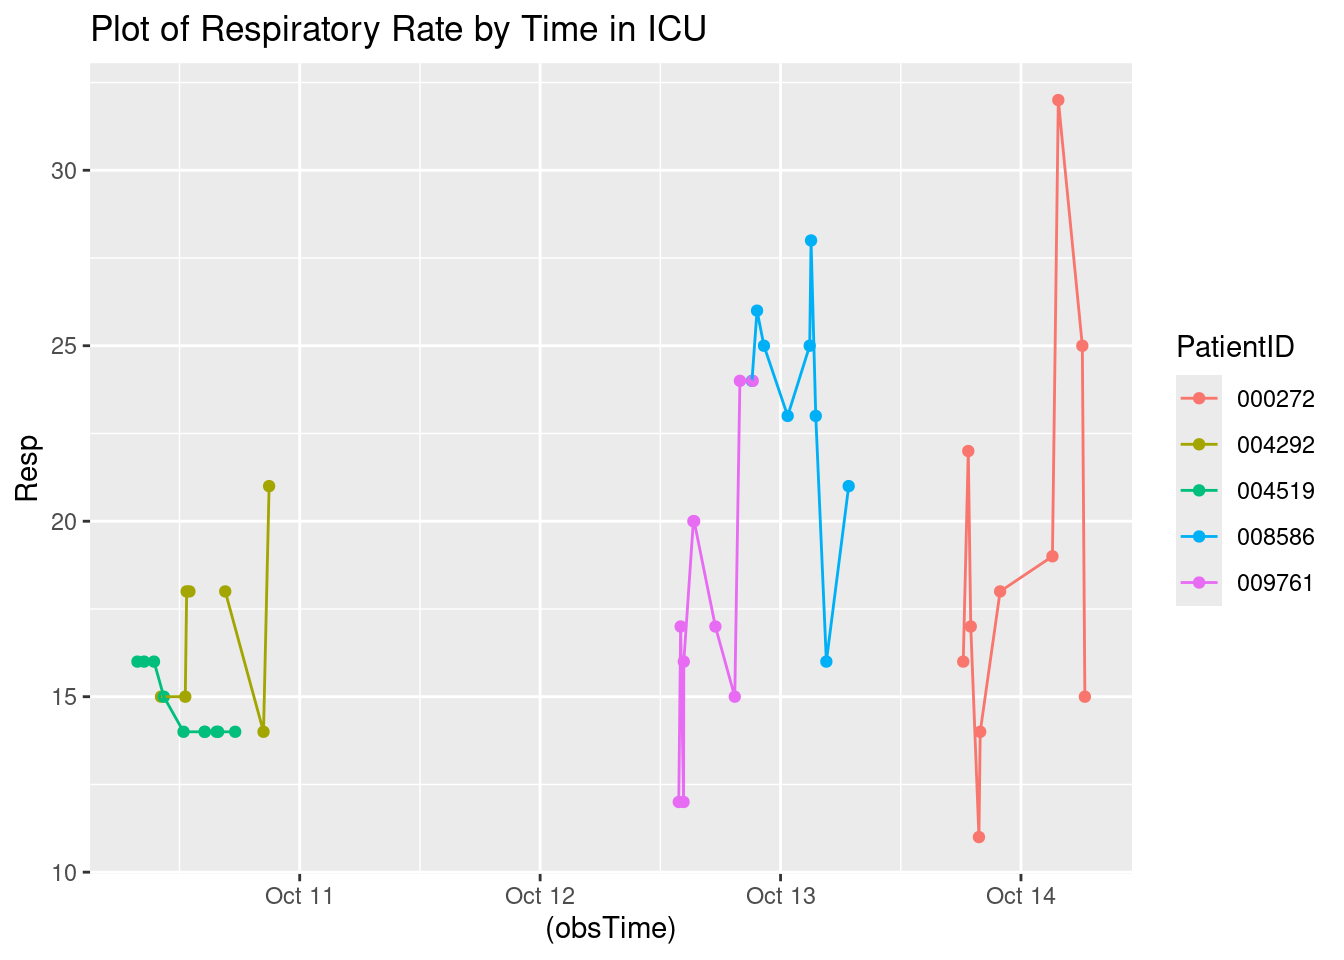 Plot of Respiratory Rate by Time in ICU
30
25
20
15
10
Resp
Oct 11
Oct 12
Oct 13
Oct 14
(obsTime)
PatientID
000272
004292
004519
008586
009761